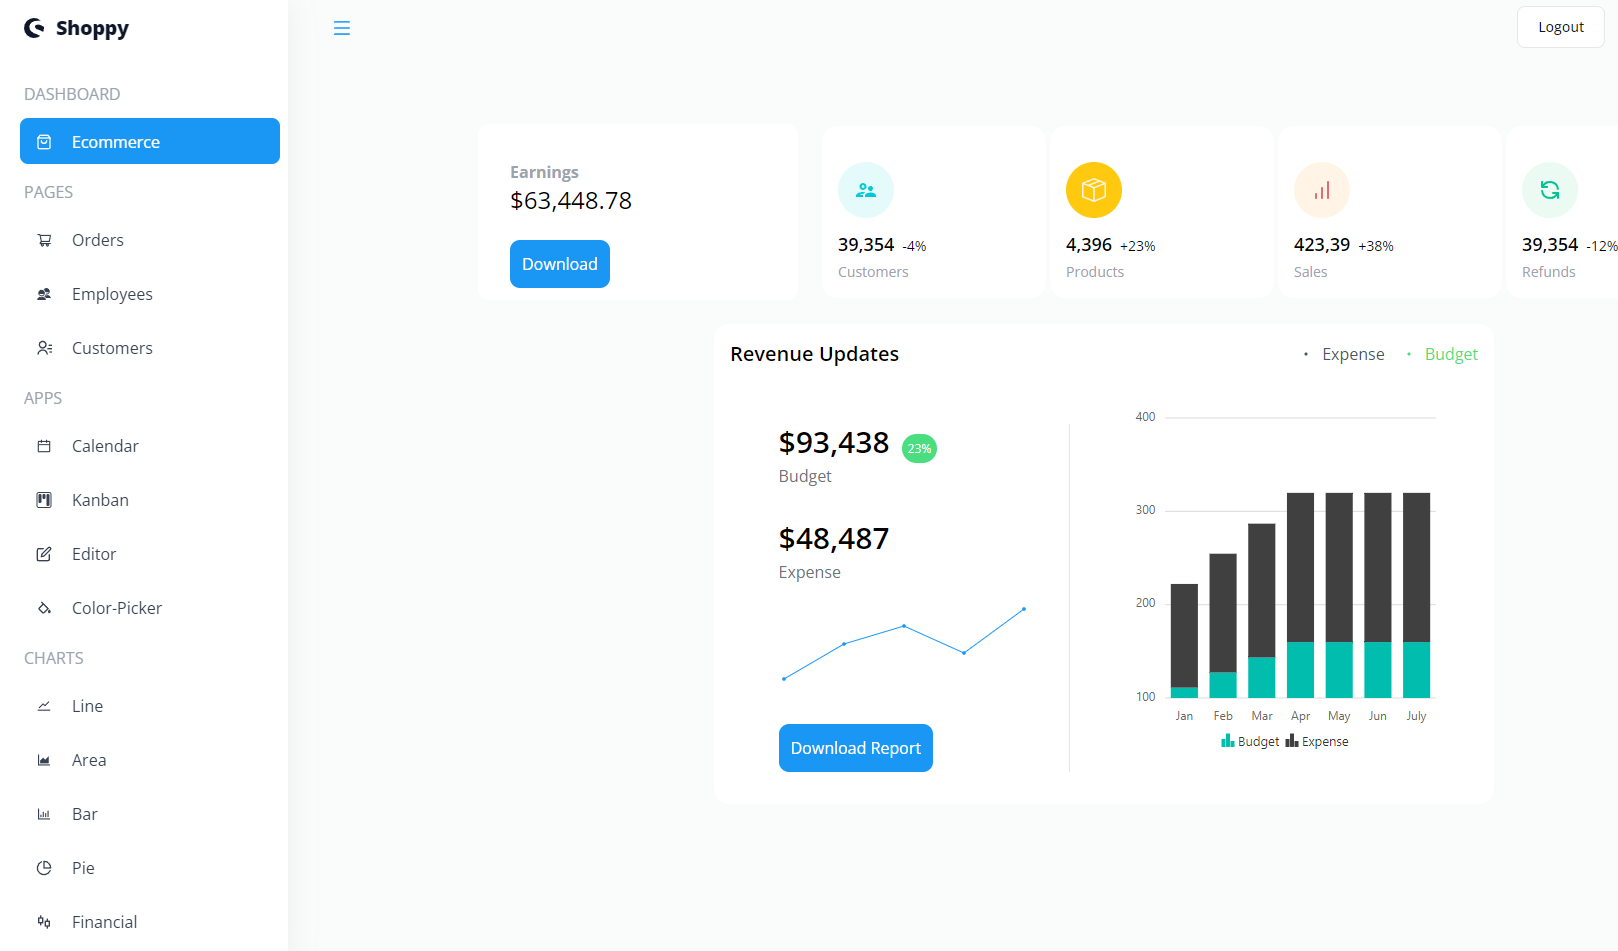 Shoppy
Logout
DASHBOARD
Ecommerce
PAGES
Orders
Employees
Customers
APPS
Calendar
Kanban
Editor
Color-Picker
CHARTS
Line
Area
Bar
Pie
Financial
Earnings
$63,448.78
Download
39,354 -4%
Customers
4,396 +23%
Products
423,39 +38%
Sales
39,354 -12%
Refunds
Revenue Updates
• Expense • Budget
$93,438 23%
Budget
$48,487
Expense
Download Report
400
300
200
100
Jan Feb Mar Apr May Jun July
Budget Expense